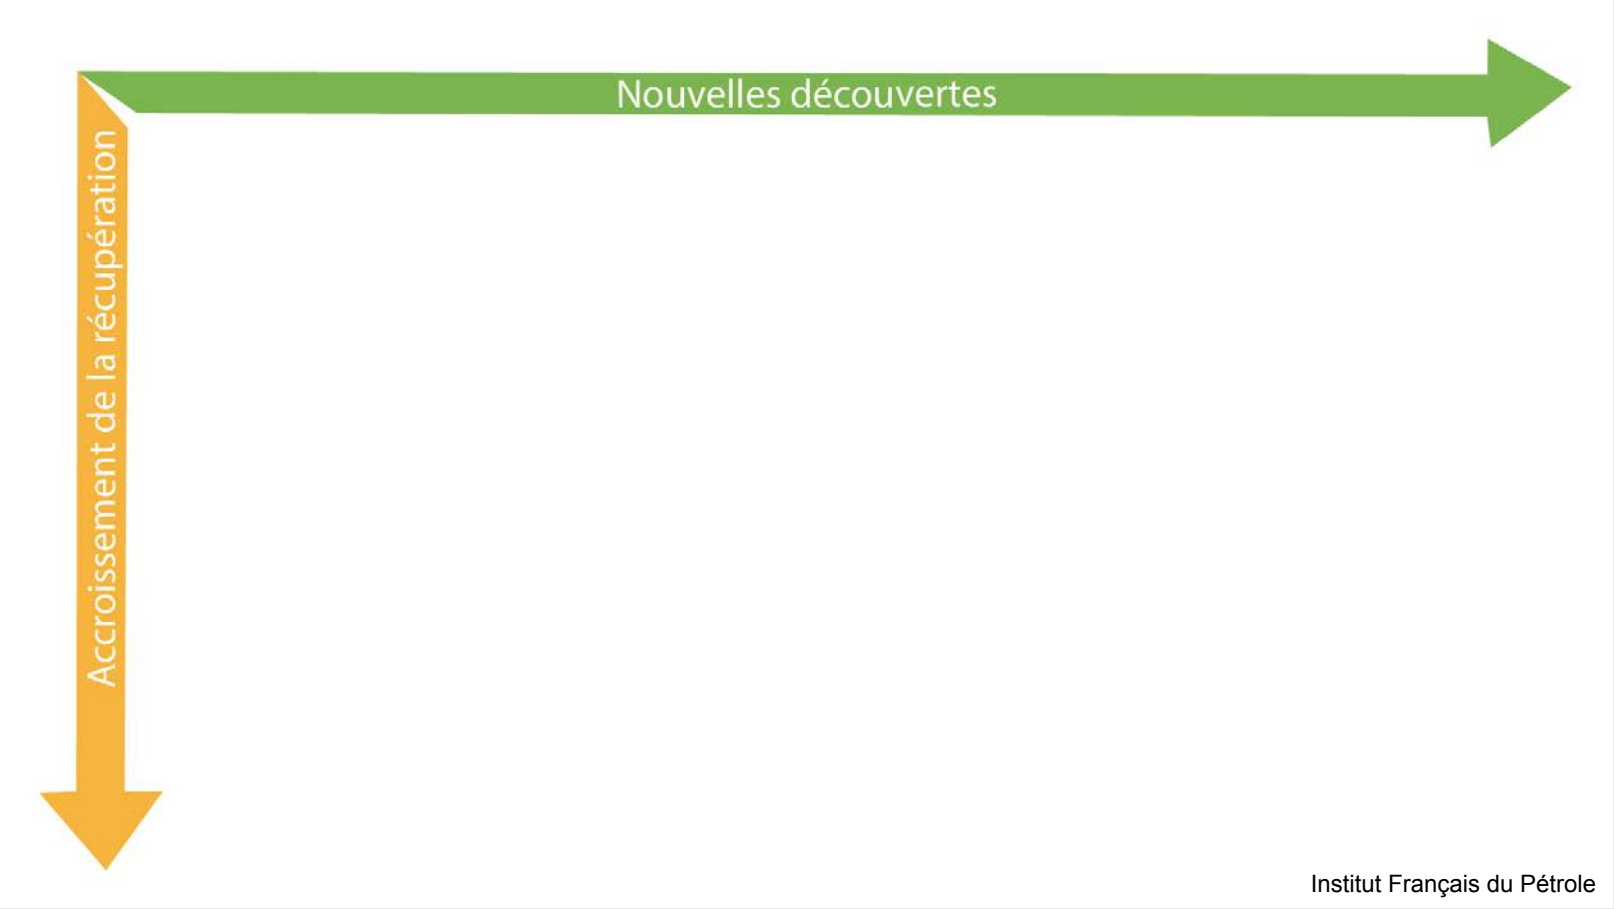 Nouvelles découvertes
Accroissement de la récupération
Institut Français du Pétrole